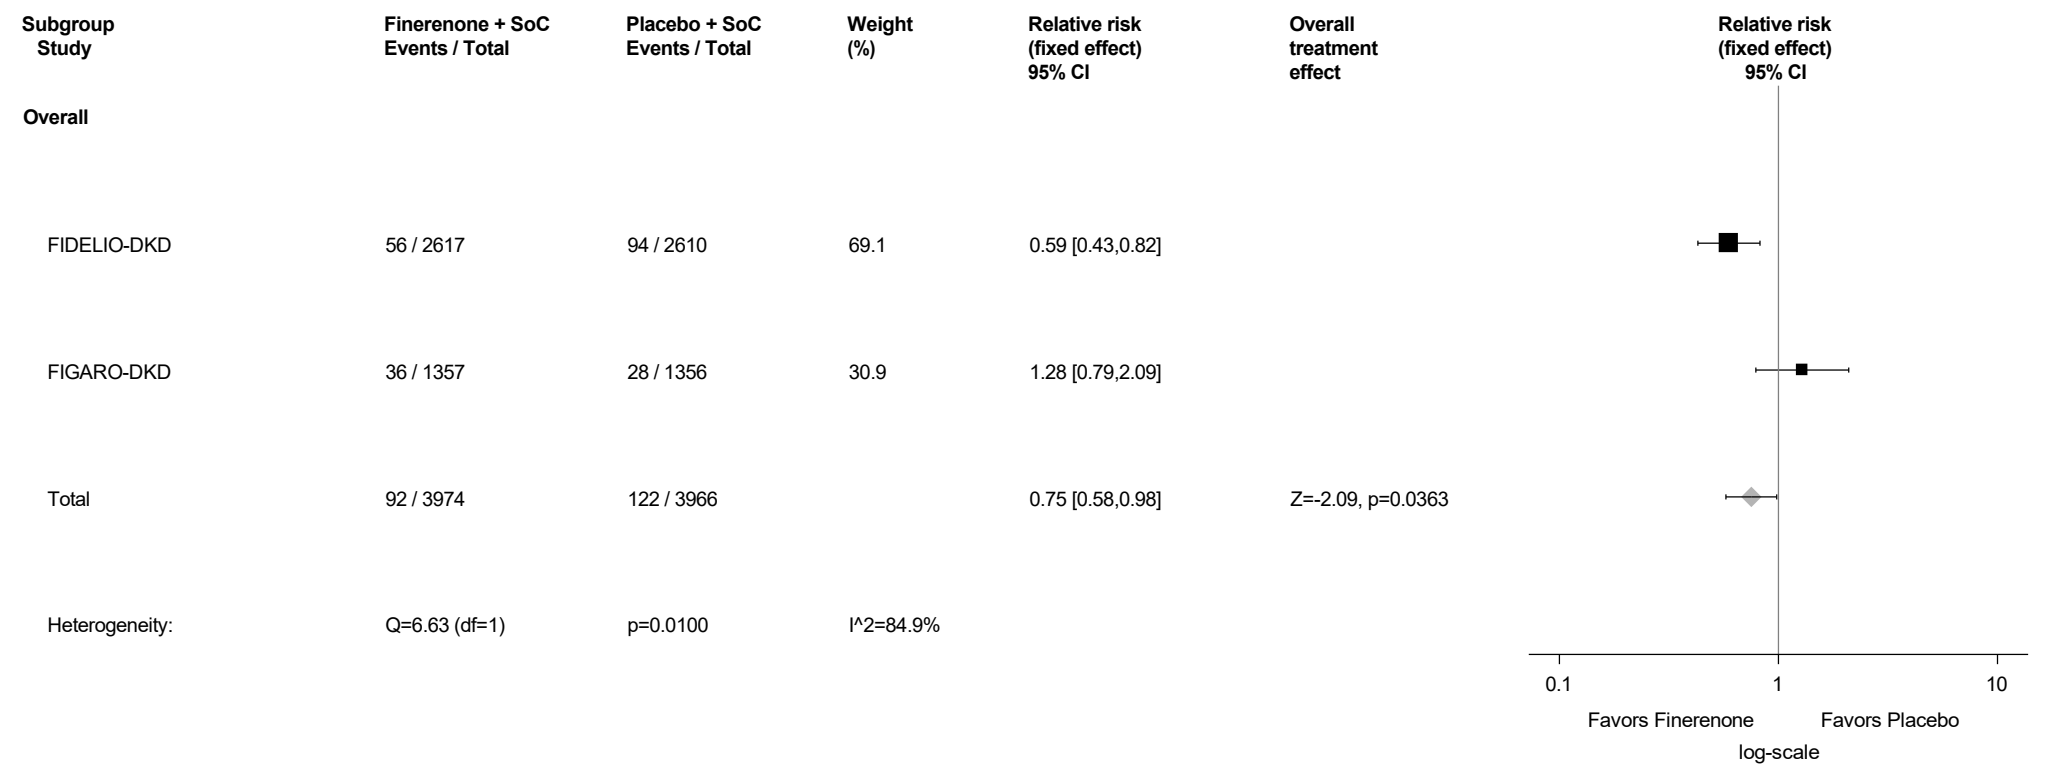 Subgroup Finerenone + SoC Placebo + SoC Weight Relative risk Overall Relative risk
Study Events / Total Events / Total (%) (fixed effect) treatment (fixed effect)
95% CI effect 95% CI
Overall
FIDELIO-DKD 56 / 2617 94 / 2610 69.1 0.59 [0.43,0.82]
FIGARO-DKD 36 / 1357 28 / 1356 30.9 1.28 [0.79,2.09]
Total 92 / 3974 122 / 3966 0.75 [0.58,0.98] Z=-2.09, p=0.0363
Heterogeneity: Q=6.63 (df=1) p=0.0100 I^2=84.9%
0.1 1 10
Favors Finerenone Favors Placebo
log-scale